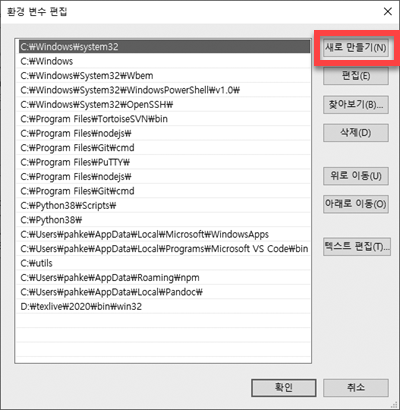 환경 변수 편집
C:₩Windows₩system32
C:₩Windows
C:₩Windows₩System32₩Wbem
C:₩Windows₩System32₩WindowsPowerShell₩v1.0₩
C:₩Windows₩System32₩OpenSSH₩
C:₩Program Files₩TortoiseSVN₩bin
C:₩Program Files₩nodejs₩
C:₩Program Files₩Git₩cmd
C:₩Program Files₩PuTTY₩
C:₩Program Files₩nodejs₩
C:₩Program Files₩Git₩cmd
C:₩Python38₩Scripts₩
C:₩Python38₩
C:₩Users₩pahke₩AppData₩Local₩Microsoft₩WindowsApps
C:₩Users₩pahke₩AppData₩Local₩Programs₩Microsoft VS Code₩bin
C:₩utils
C:₩Users₩pahke₩AppData₩Roaming₩npm
C:₩Users₩pahke₩AppData₩Local₩Pandoc₩
D:₩texlive₩2020₩bin₩win32
새로 만들기(N)
편집(E)
찾아보기(B)...
삭제(D)
위로 이동(U)
아래로 이동(O)
텍스트 편집(T)...
확인
취소